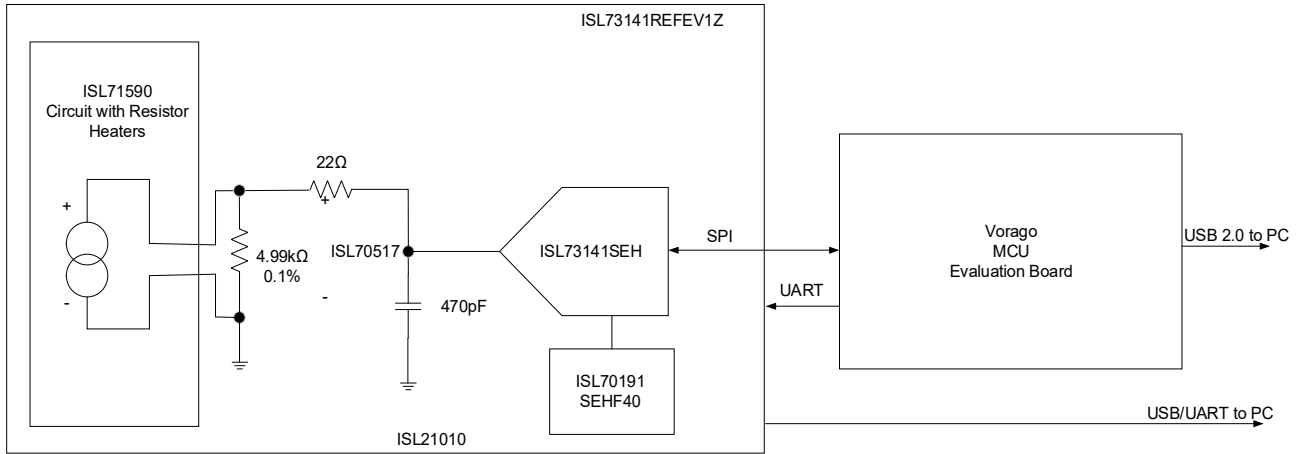 ISL73141REFEV1Z
ISL71590
Circuit with Resistor
Heaters
+
-
22Ω
+
4.99kΩ
0.1%
-
ISL70517
470pF
ISL73141SEH
ISL70191
SEHF40
SPI
UART
Vorago
MCU
Evaluation Board
USB 2.0 to PC
USB/UART to PC
ISL21010